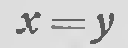 x = y